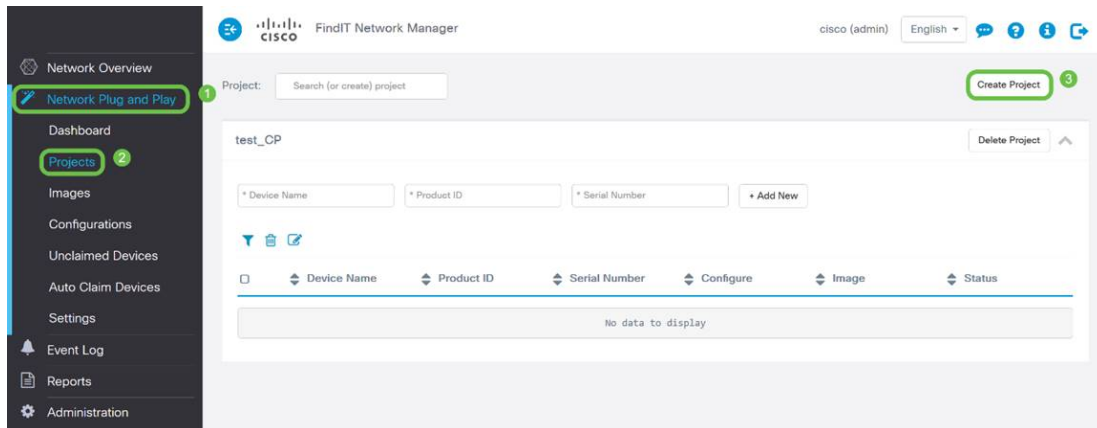 CISCO FindIT Network Manager
cisco (admin) English
Network Overview
Network Plug and Play 1
Dashboard
Projects 2
Images
Configurations
Unclaimed Devices
Auto Claim Devices
Settings
Event Log
Reports
Administration
Project: Search (or create) project
Create Project 3
test_CP
Delete Project
* Device Name * Product ID * Serial Number + Add New
Device Name Product ID Serial Number Configure Image Status
No data to display